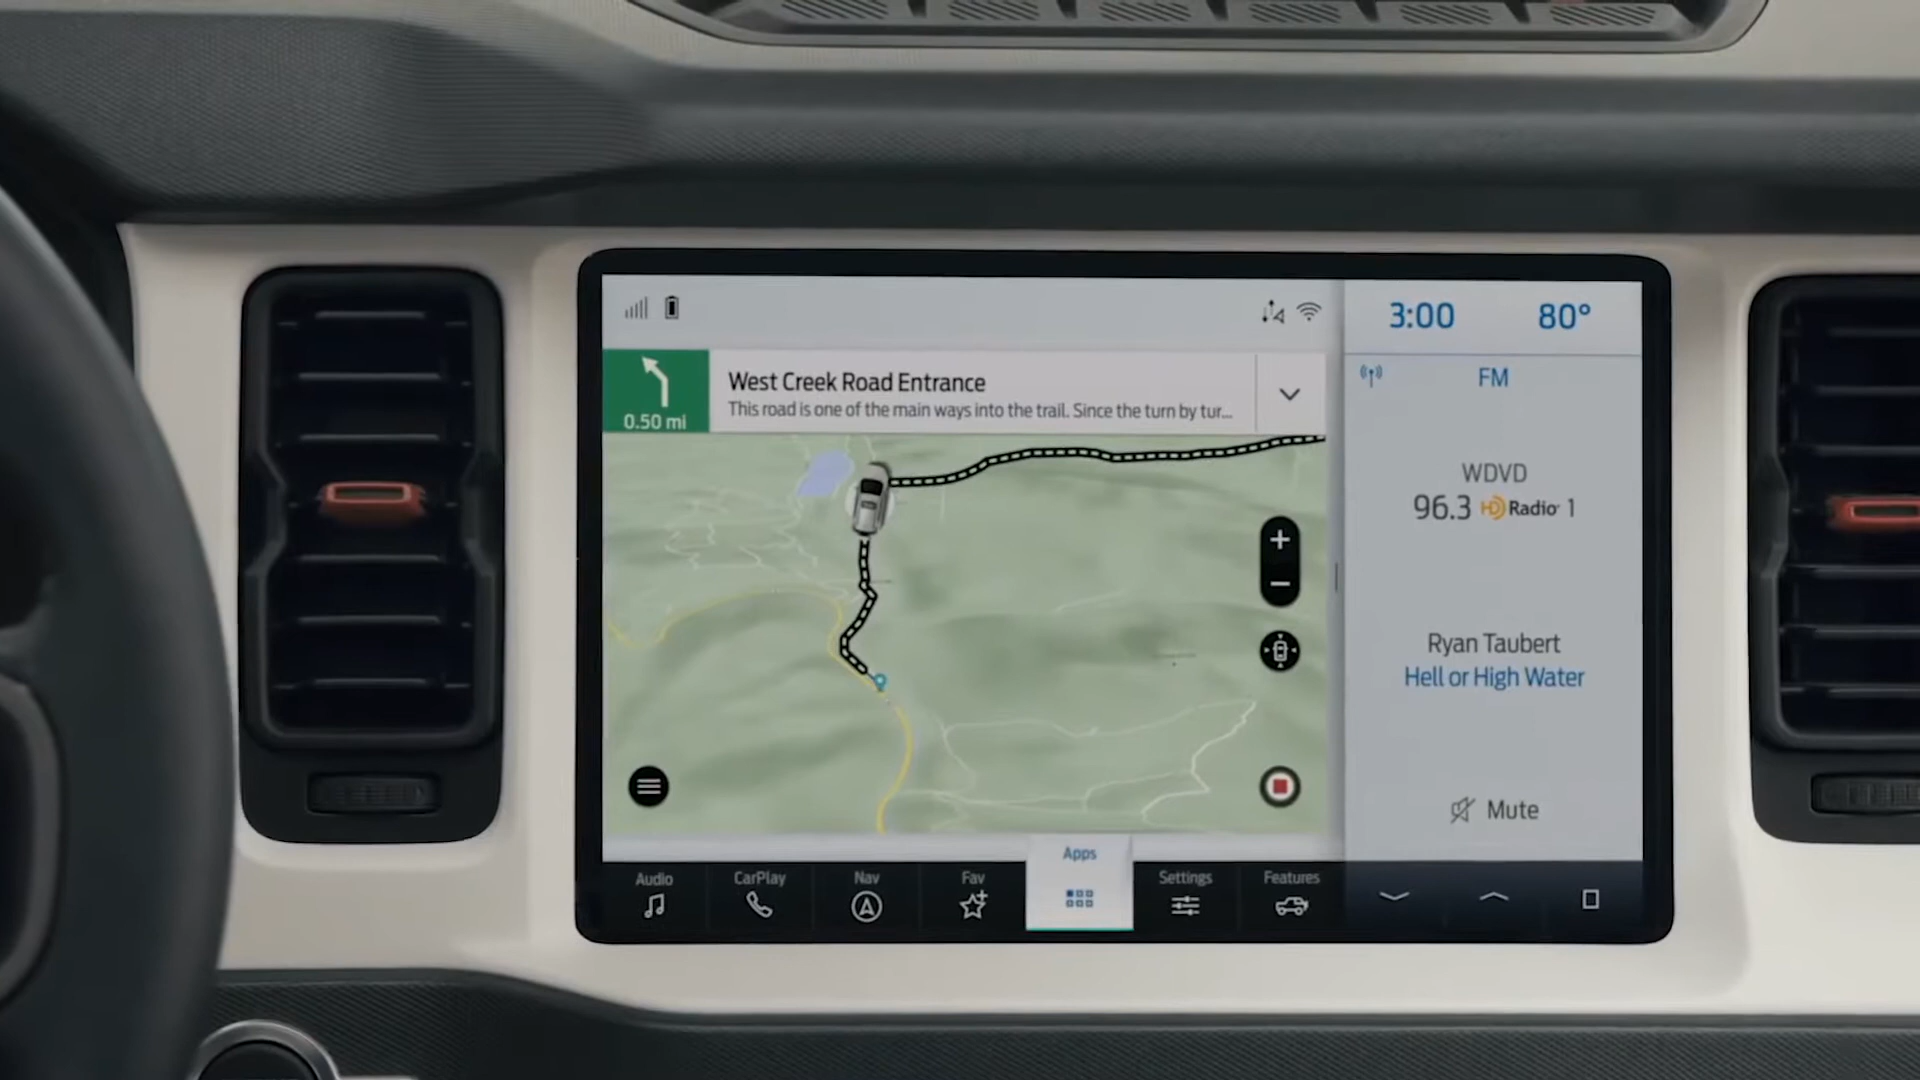 3:00 80°
0.50 mi
West Creek Road Entrance
This road is one of the main ways into the trail. Since the turn by tur...
FM
WDVD
96.3 HD Radio 1
Ryan Taubert
Hell or High Water
Mute
Audio
CarPlay
Nav
Fav
Apps
Settings
Features